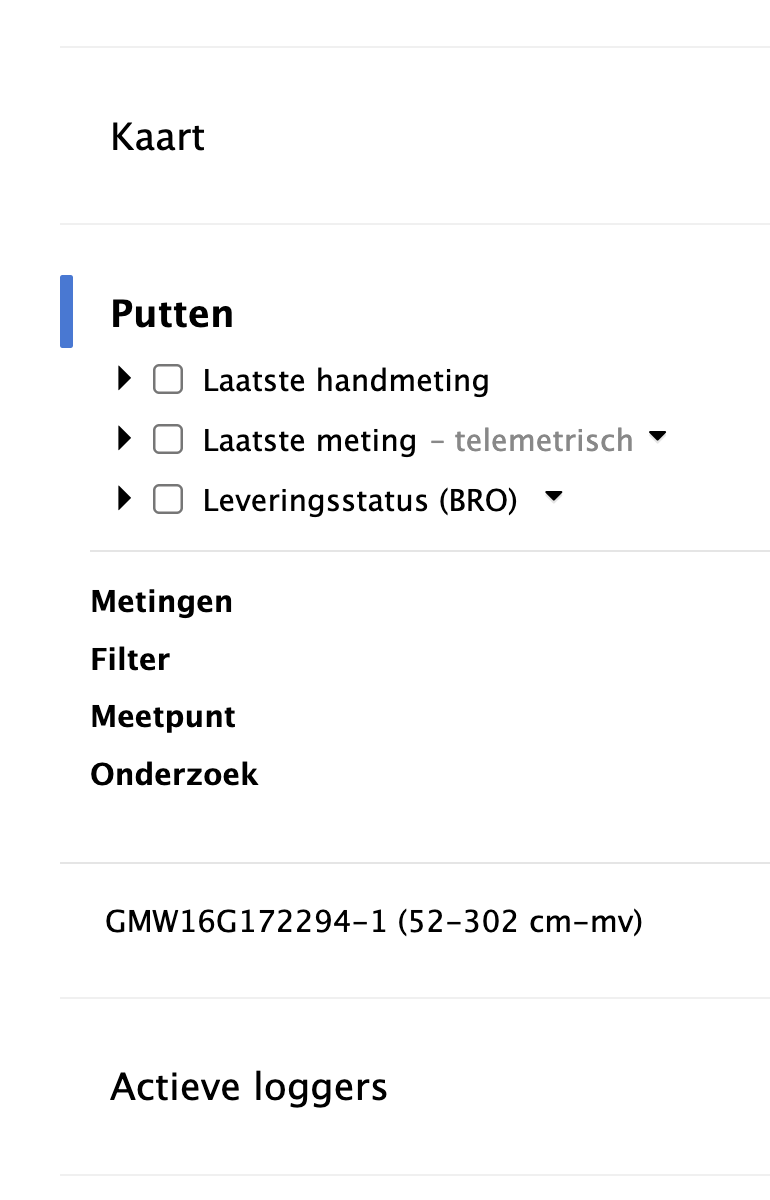 Kaart
Putten
Laatste handmeting
Laatste meting – telemetrisch
Leveringsstatus (BRO)
Metingen
Filter
Meetpunt
Onderzoek
GMW16G172294–1 (52–302 cm–mv)
Actieve loggers